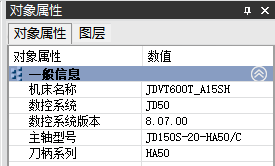 对象属性
对象属性 图层
对象属性 数值
一般信息
机床名称 JDVT600T_A15SH
数控系统 JD50
数控系统版本 8.07.00
主轴型号 JD150S-20-HA50/C
刀柄系列 HA50